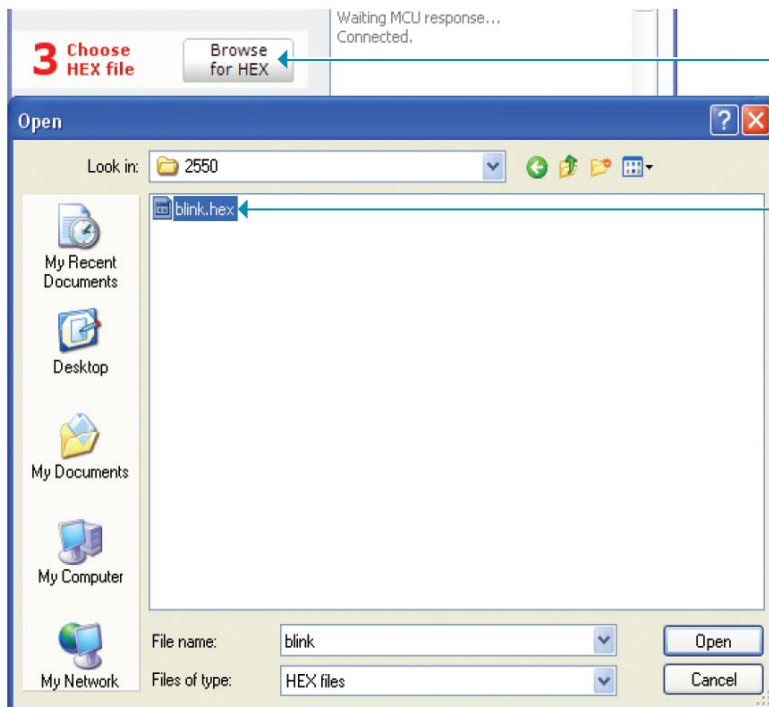 Waiting MCU response...
Connected.
3 Choose HEX file
Browse for HEX
Open
Look in: 2550
blink.hex
My Recent Documents
Desktop
My Documents
My Computer
My Network
File name: blink
Open
Files of type: HEX files
Cancel